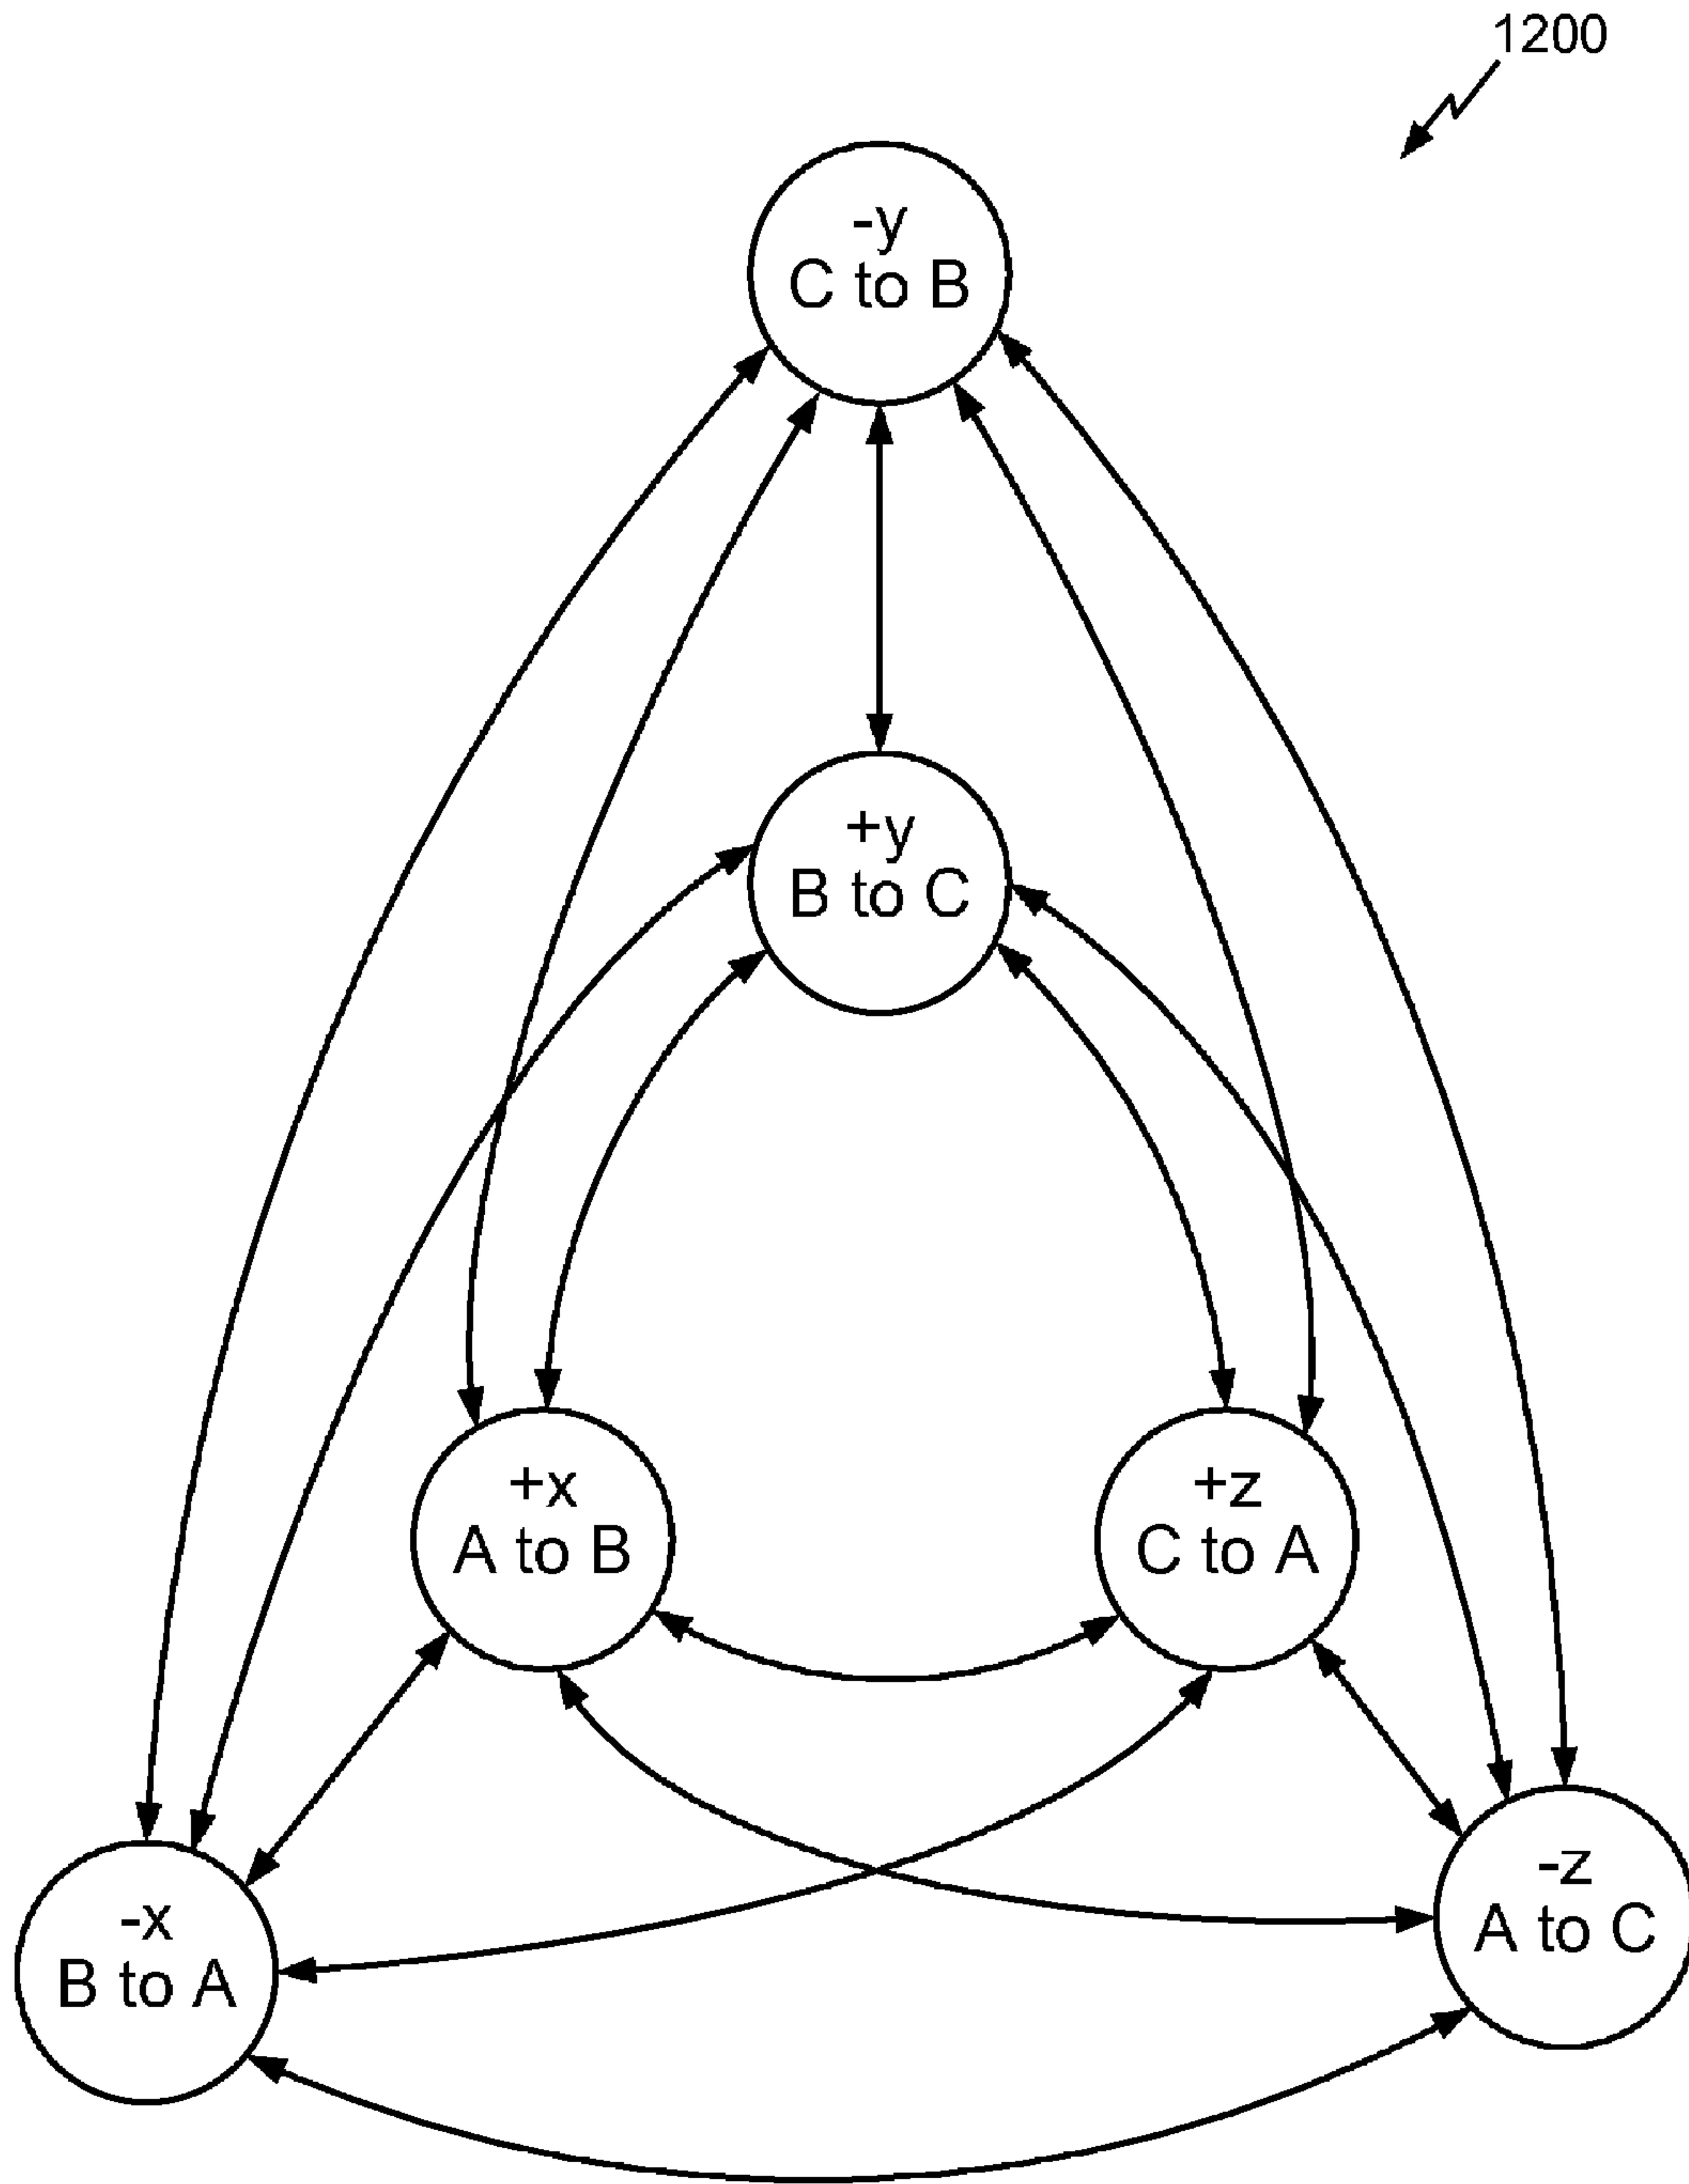 1200
-y
C to B
+y
B to C
+x
A to B
+z
C to A
-x
B to A
-z
A to C